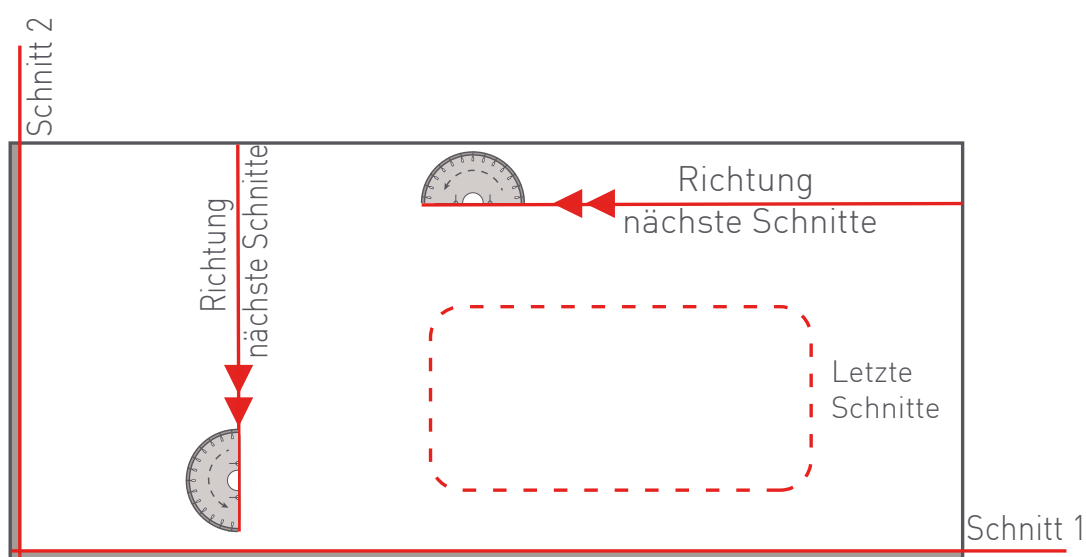 Schnitt 2
Richtung
nächste Schnitte
Richtung
nächste Schnitte
Letzte
Schnitte
Schnitt 1